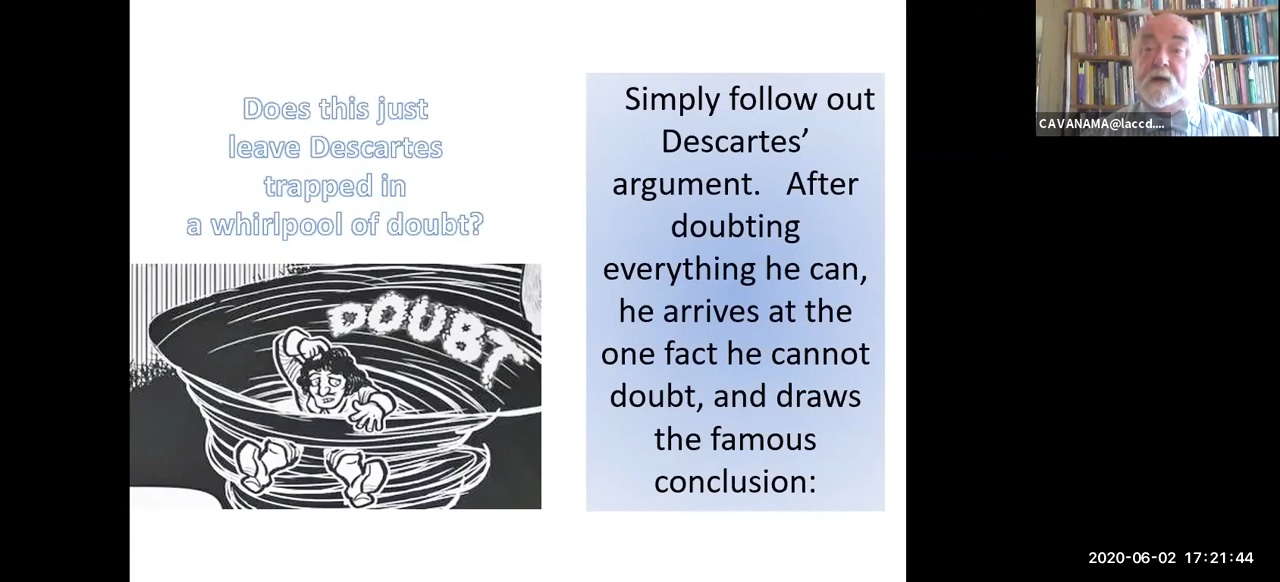 Does this just
leave Descartes
trapped in
a whirlpool of doubt?
DOUBT
Simply follow out
Descartes’
argument. After
doubting
everything he can,
he arrives at the
one fact he cannot
doubt, and draws
the famous
conclusion:
CAVANAMA@laccd....
2020-06-02 17:21:44